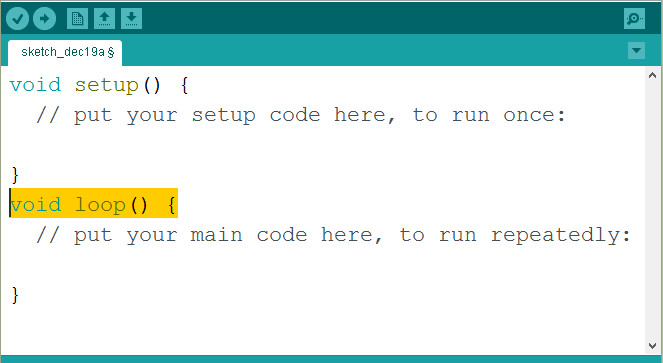 sketch_dec19a §
void setup() {
  // put your setup code here, to run once:
}
void loop() {
  // put your main code here, to run repeatedly:
}